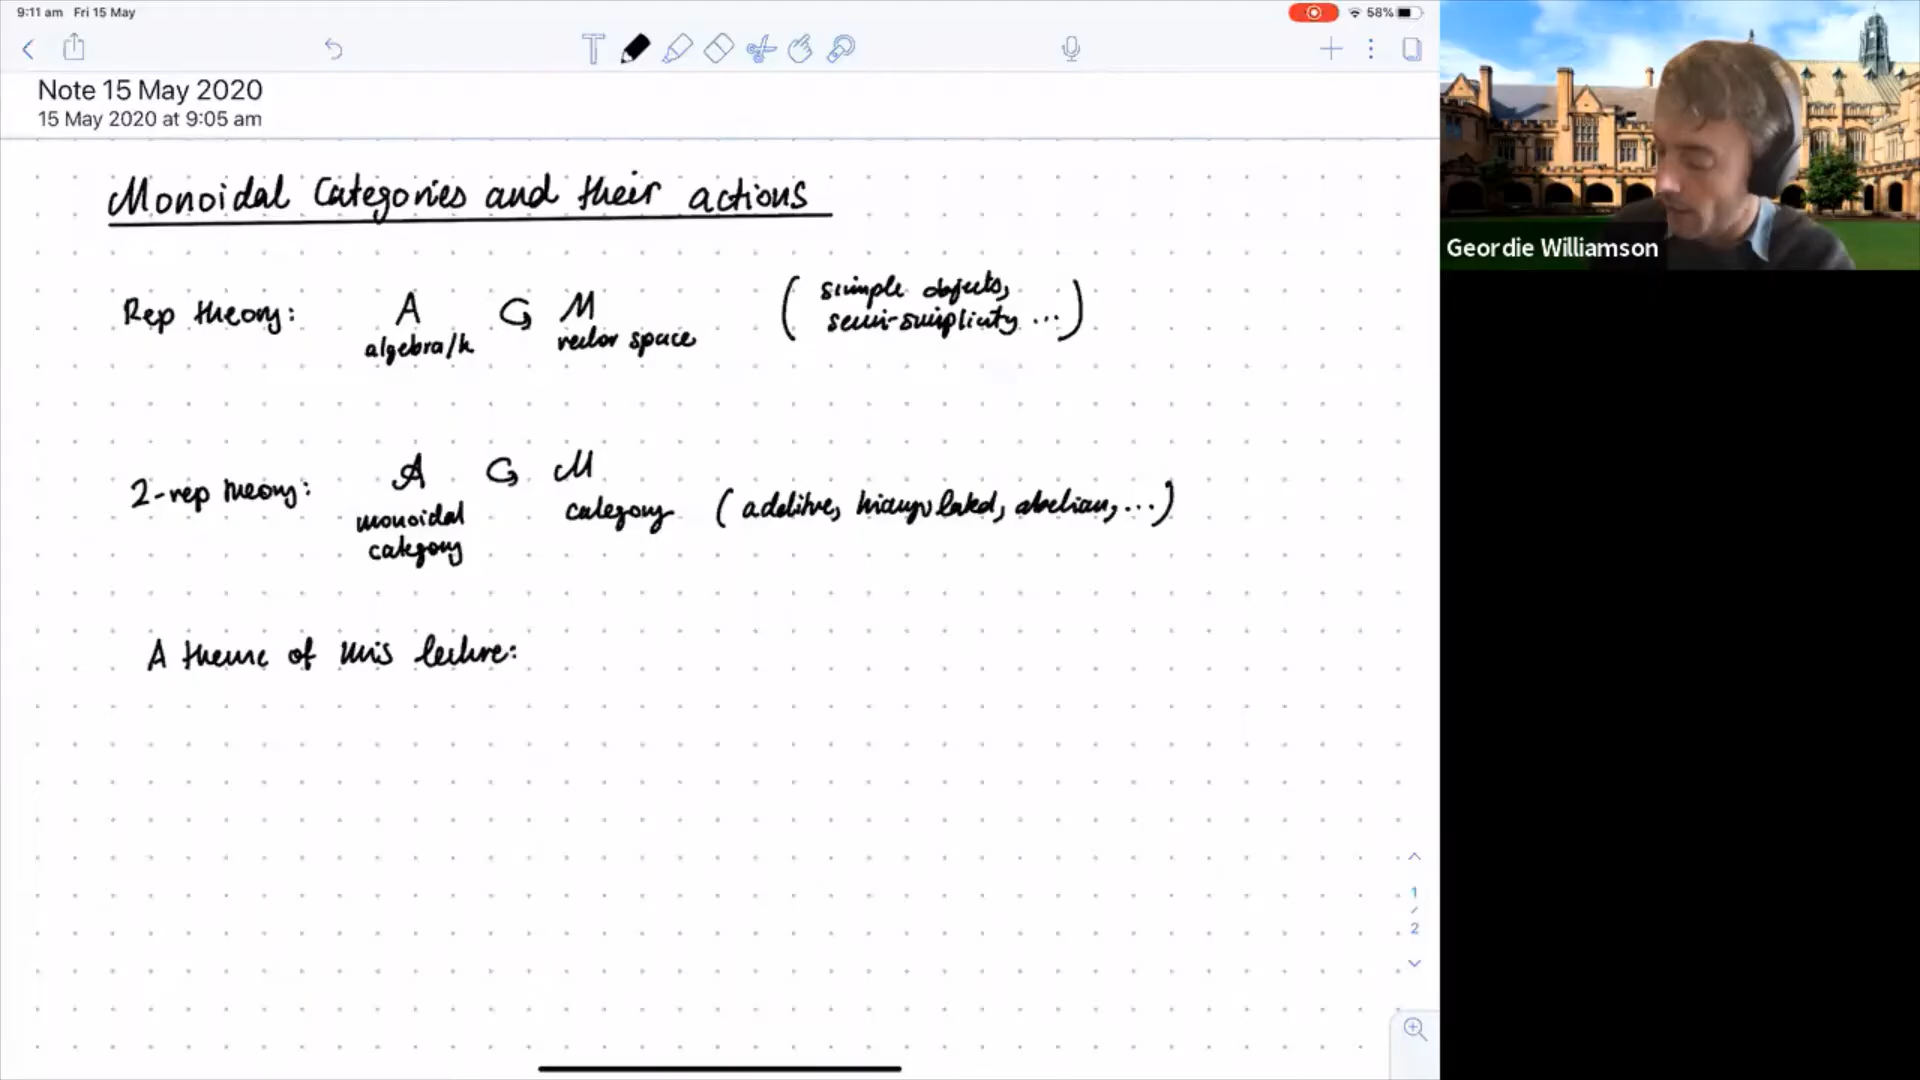 9:11 am Fri 15 May
58%
Note 15 May 2020
15 May 2020 at 9:05 am
Monoidal Categories and their actions
Rep theory: A M (simple objects, semi-simplicity ...)
algebra/k vector space
2-rep theory: A M
monoidal category category (additive, triangulated, abelian, ...)
A theme of this lecture:
1
/
2
Geordie Williamson